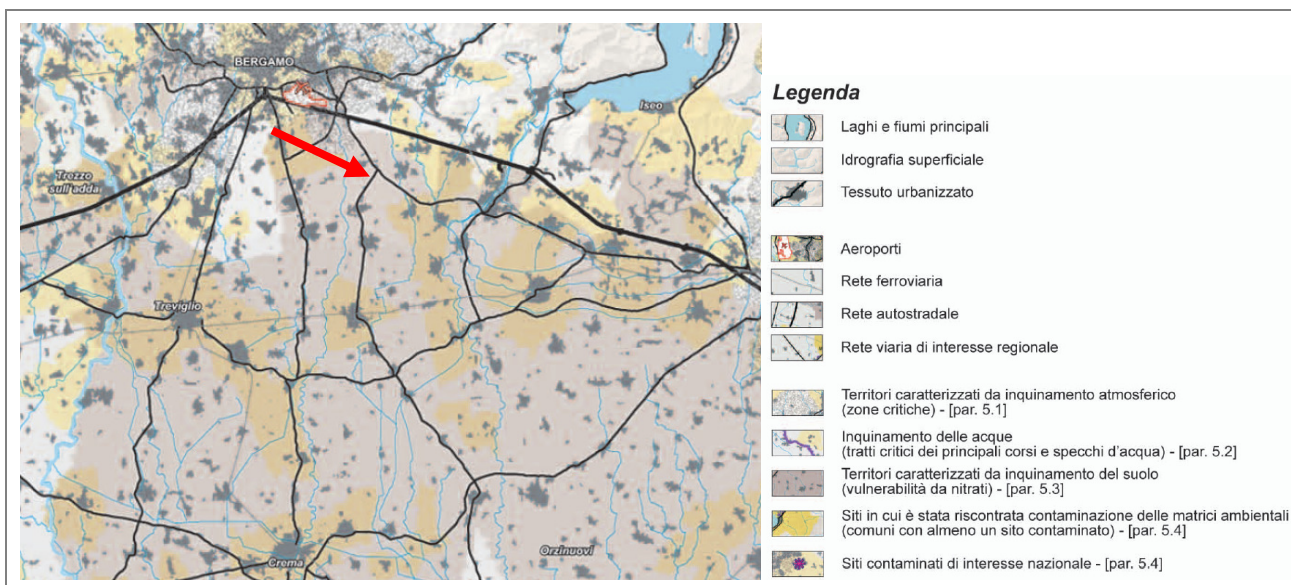 BERGAMO
Iseo
Trezzo
sull'adda
Treviglio
Orzinuovi
Crema
Legenda
Laghi e fiumi principali
Idrografia superficiale
Tessuto urbanizzato
Aeroporti
Rete ferroviaria
Rete autostradale
Rete viaria di interesse regionale
Territori caratterizzati da inquinamento atmosferico
(zone critiche) - [par. 5.1]
Inquinamento delle acque
(tratti critici dei principali corsi e specchi d'acqua) - [par. 5.2]
Territori caratterizzati da inquinamento del suolo
(vulnerabilità da nitrati) - [par. 5.3]
Siti in cui è stata riscontrata contaminazione delle matrici ambientali
(comuni con almeno un sito contaminato) - [par. 5.4]
Siti contaminati di interesse nazionale - [par. 5.4]